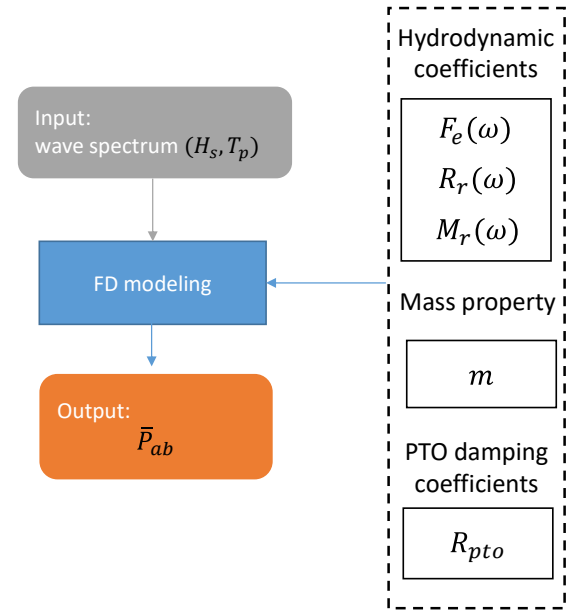 Input:
wave spectrum (H_s, T_p)
FD modeling
Output:
P̄_ab
Hydrodynamic
coefficients
F_e(ω)
R_r(ω)
M_r(ω)
Mass property
m
PTO damping
coefficients
R_pto